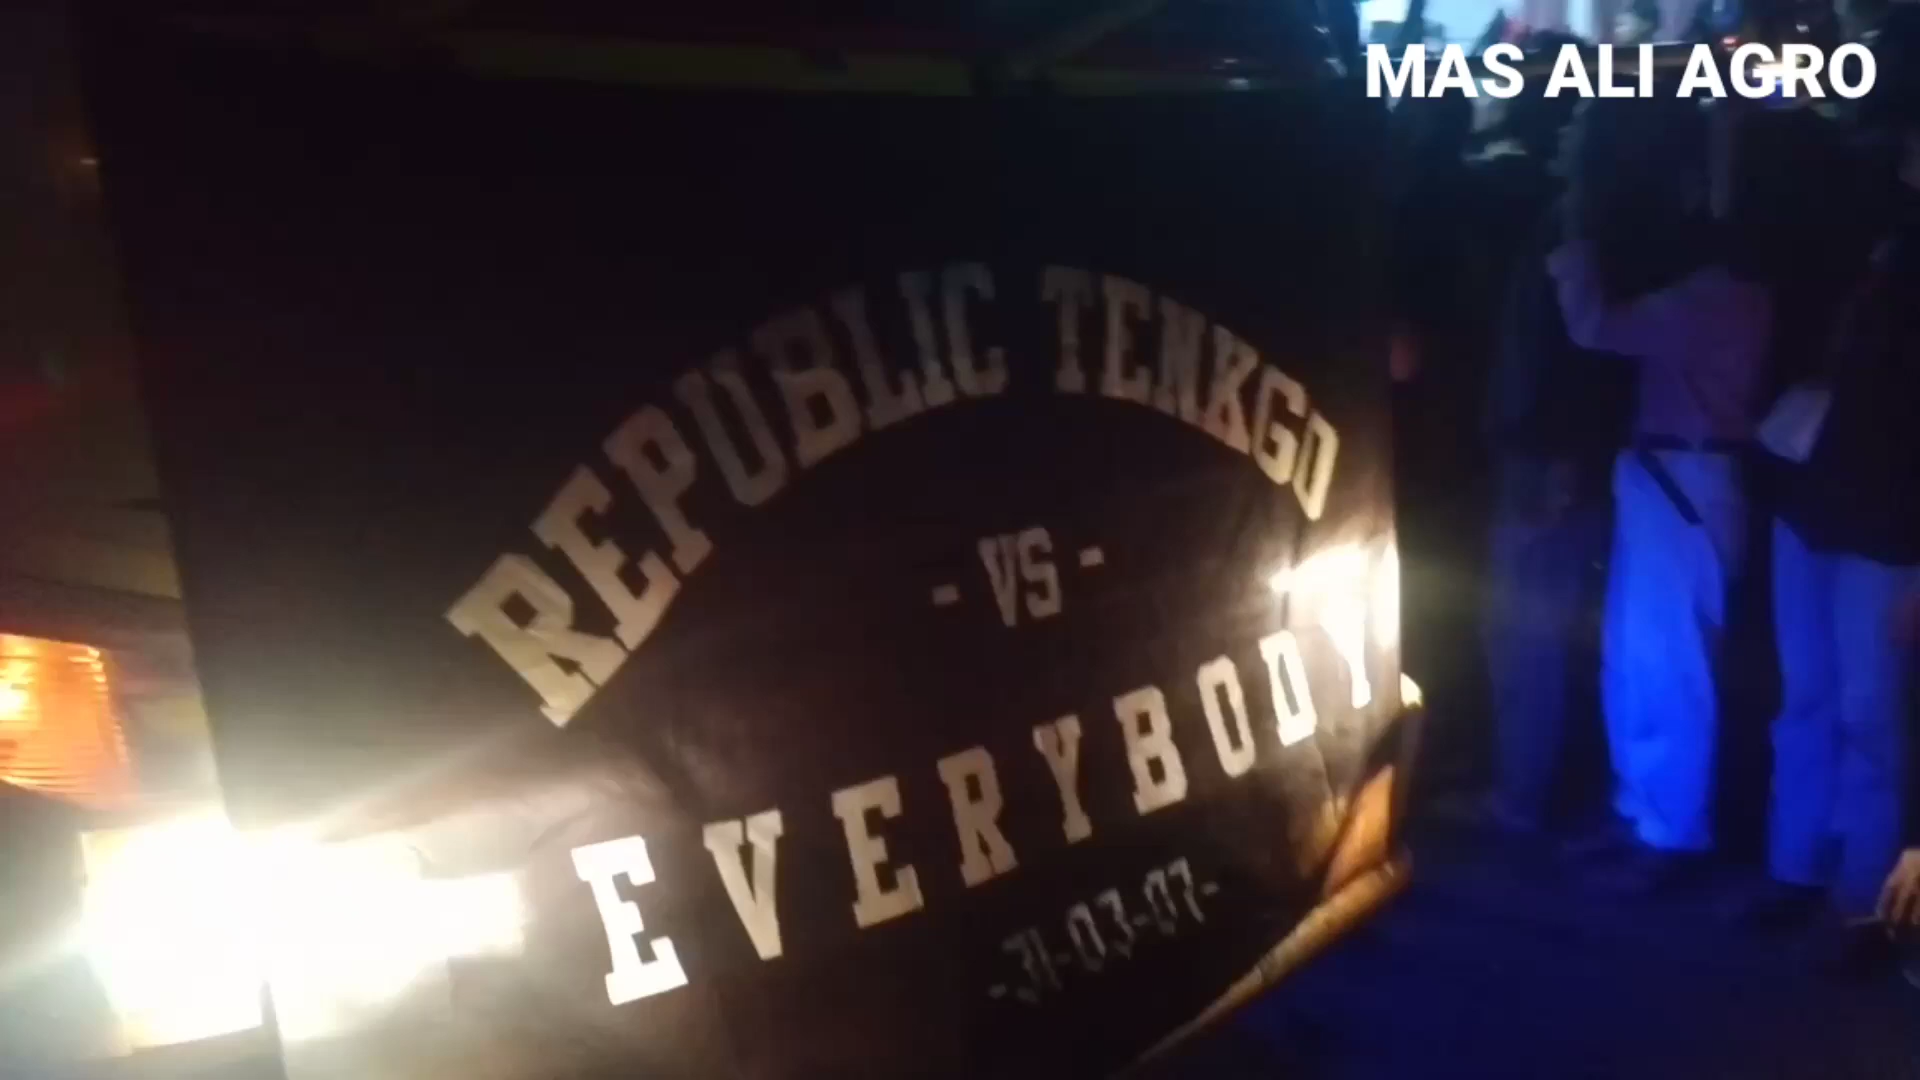 MAS ALI AGRO
REPUBLIC TENKGO
- VS -
EVERYBODY
-31-03-07-